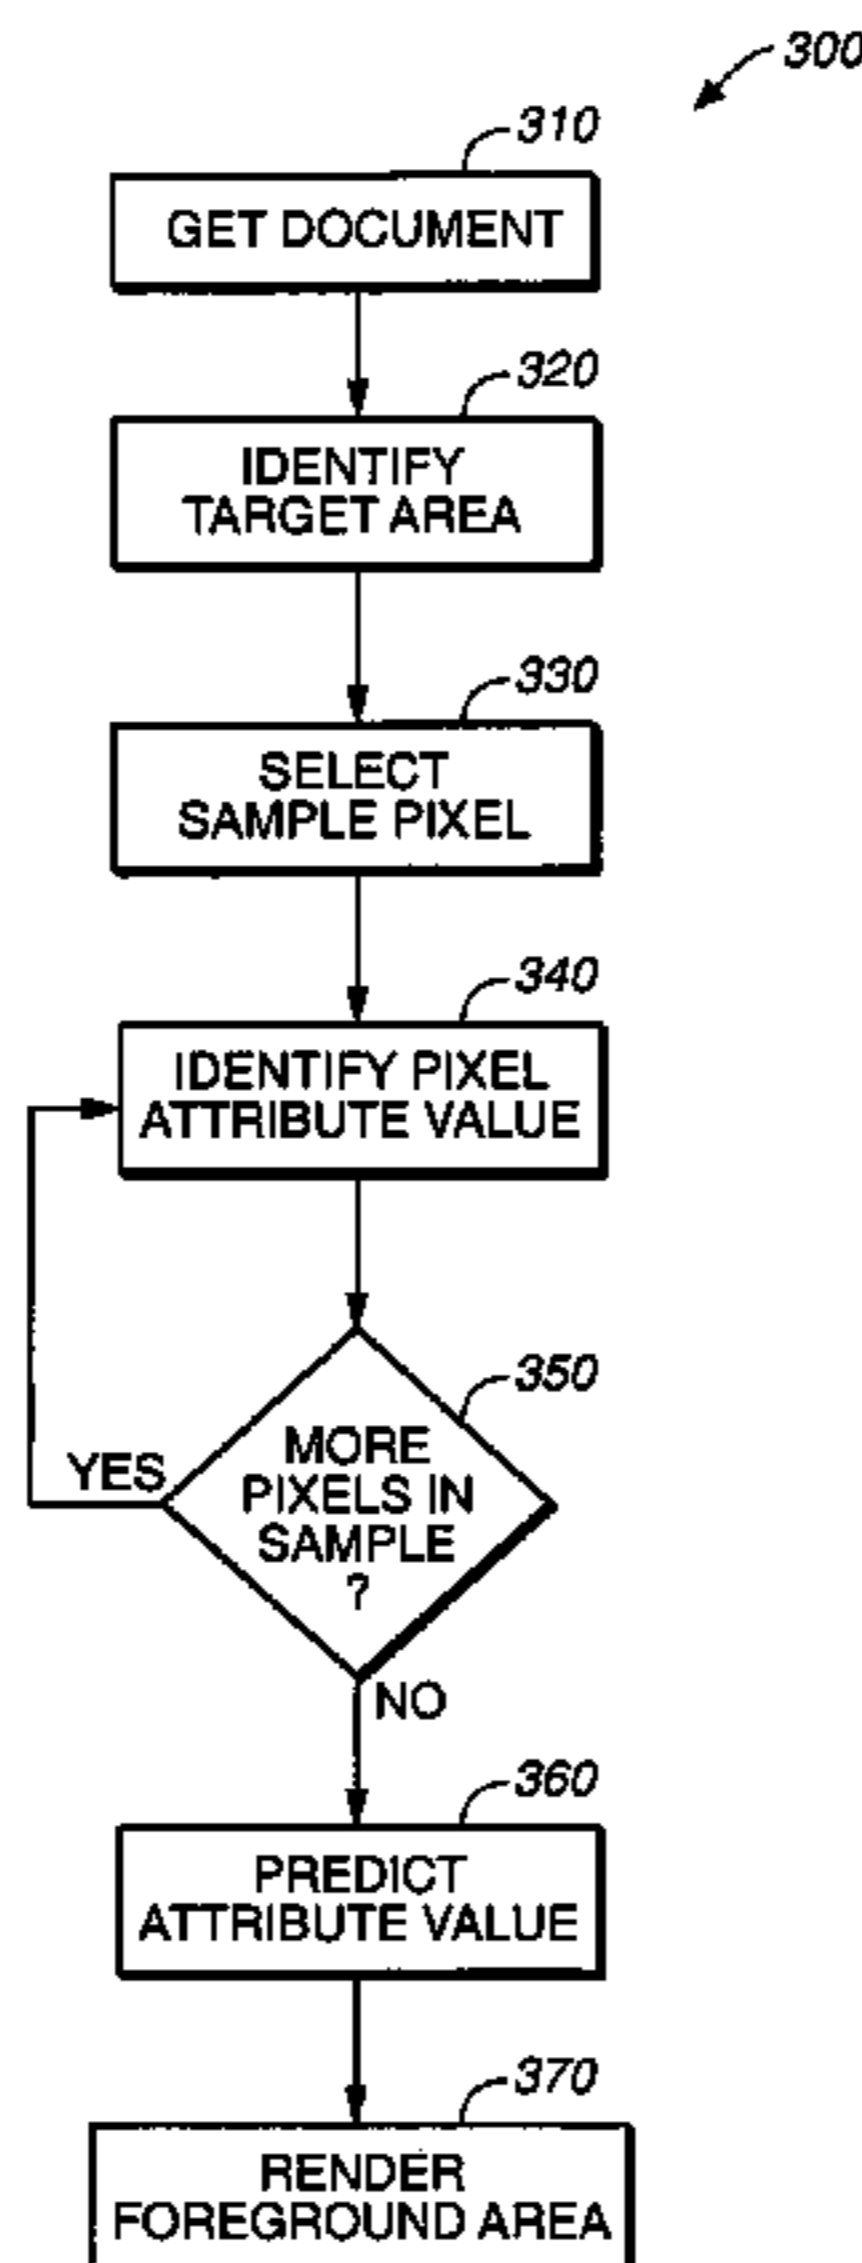 300
310
GET DOCUMENT
320
IDENTIFY
TARGET AREA
330
SELECT
SAMPLE PIXEL
340
IDENTIFY PIXEL
ATTRIBUTE VALUE
350
MORE
PIXELS IN
SAMPLE
?
YES
NO
360
PREDICT
ATTRIBUTE VALUE
370
RENDER
FOREGROUND AREA